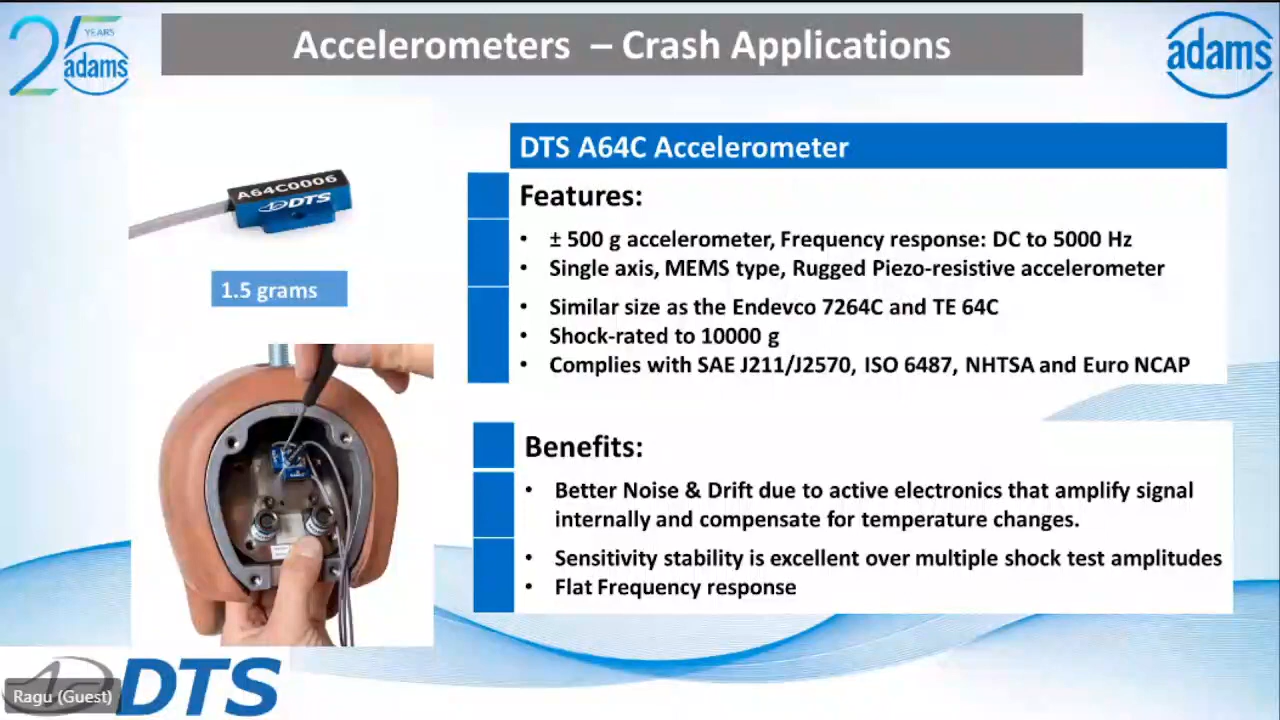 25 YEARS
adams
Accelerometers – Crash Applications
adams
DTS A64C Accelerometer
A64C0006
DTS
1.5 grams
Features:
• ± 500 g accelerometer, Frequency response: DC to 5000 Hz
• Single axis, MEMS type, Rugged Piezo-resistive accelerometer
• Similar size as the Endevco 7264C and TE 64C
• Shock-rated to 10000 g
• Complies with SAE J211/J2570, ISO 6487, NHTSA and Euro NCAP
Benefits:
• Better Noise & Drift due to active electronics that amplify signal
internally and compensate for temperature changes.
• Sensitivity stability is excellent over multiple shock test amplitudes
• Flat Frequency response
DTS
Ragu (Guest)